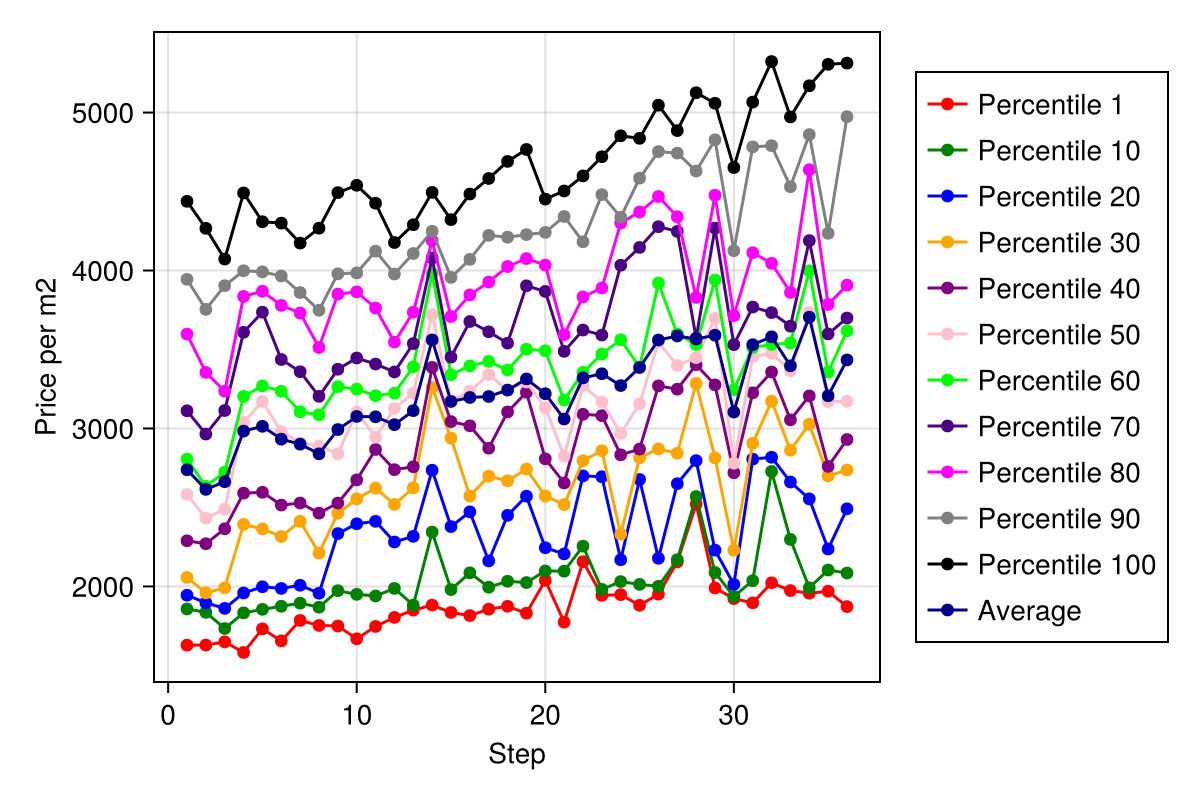 Price per m2
5000
4000
3000
2000
0
10
20
30
Step
Percentile 1
Percentile 10
Percentile 20
Percentile 30
Percentile 40
Percentile 50
Percentile 60
Percentile 70
Percentile 80
Percentile 90
Percentile 100
Average